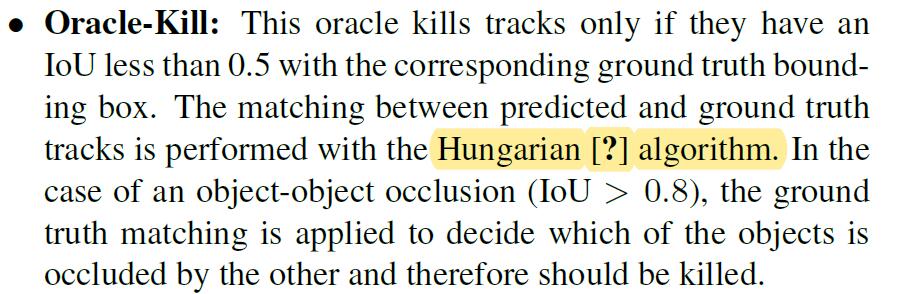 • Oracle-Kill: This oracle kills tracks only if they have an
IoU less than 0.5 with the corresponding ground truth bound-
ing box. The matching between predicted and ground truth
tracks is performed with the Hungarian [?] algorithm. In the
case of an object-object occlusion (IoU > 0.8), the ground
truth matching is applied to decide which of the objects is
occluded by the other and therefore should be killed.